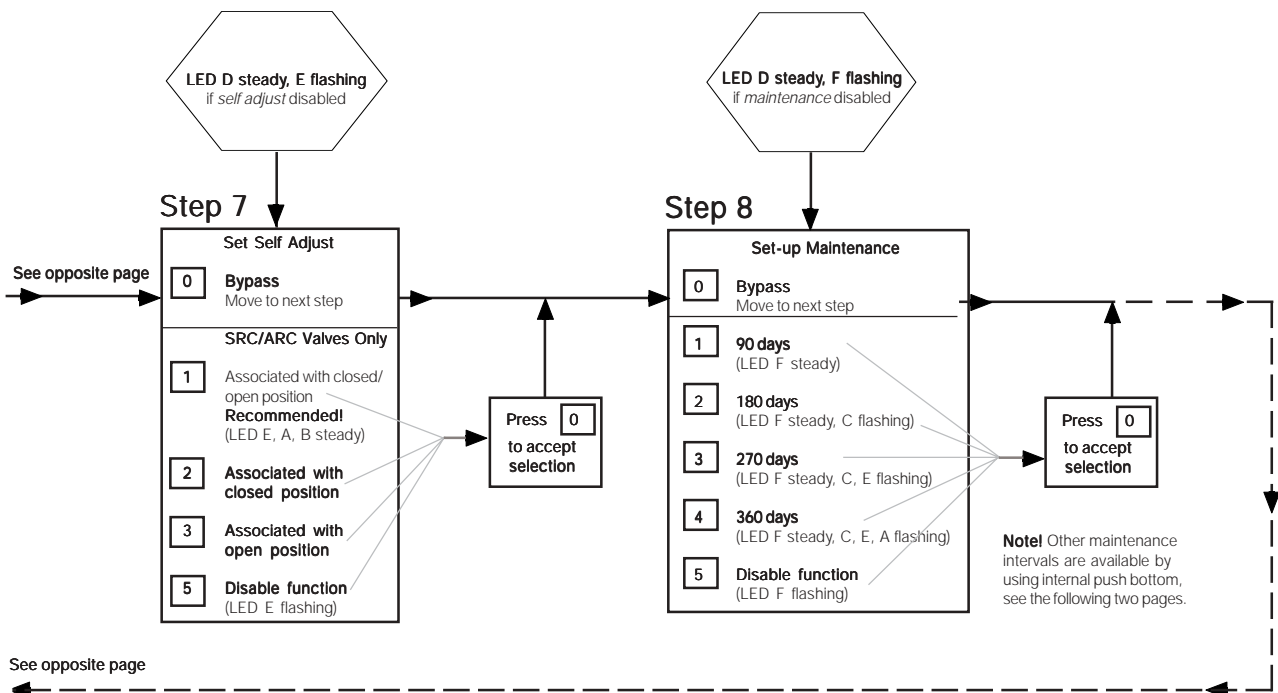 LED D steady, E flashing
if self adjust disabled
LED D steady, F flashing
if maintenance disabled
Step 7
Set Self Adjust
See opposite page
0 Bypass
Move to next step
SRC/ARC Valves Only
1 Associated with closed/
open position
Recommended!
(LED E, A, B steady)
2 Associated with
closed position
3 Associated with
open position
5 Disable function
(LED E flashing)
Press 0
to accept
selection
Step 8
Set-up Maintenance
0 Bypass
Move to next step
1 90 days
(LED F steady)
2 180 days
(LED F steady, C flashing)
3 270 days
(LED F steady, C, E flashing)
4 360 days
(LED F steady, C, E, A flashing)
5 Disable function
(LED F flashing)
Press 0
to accept
selection
Note! Other maintenance
intervals are available by
using internal push bottom,
see the following two pages.
See opposite page